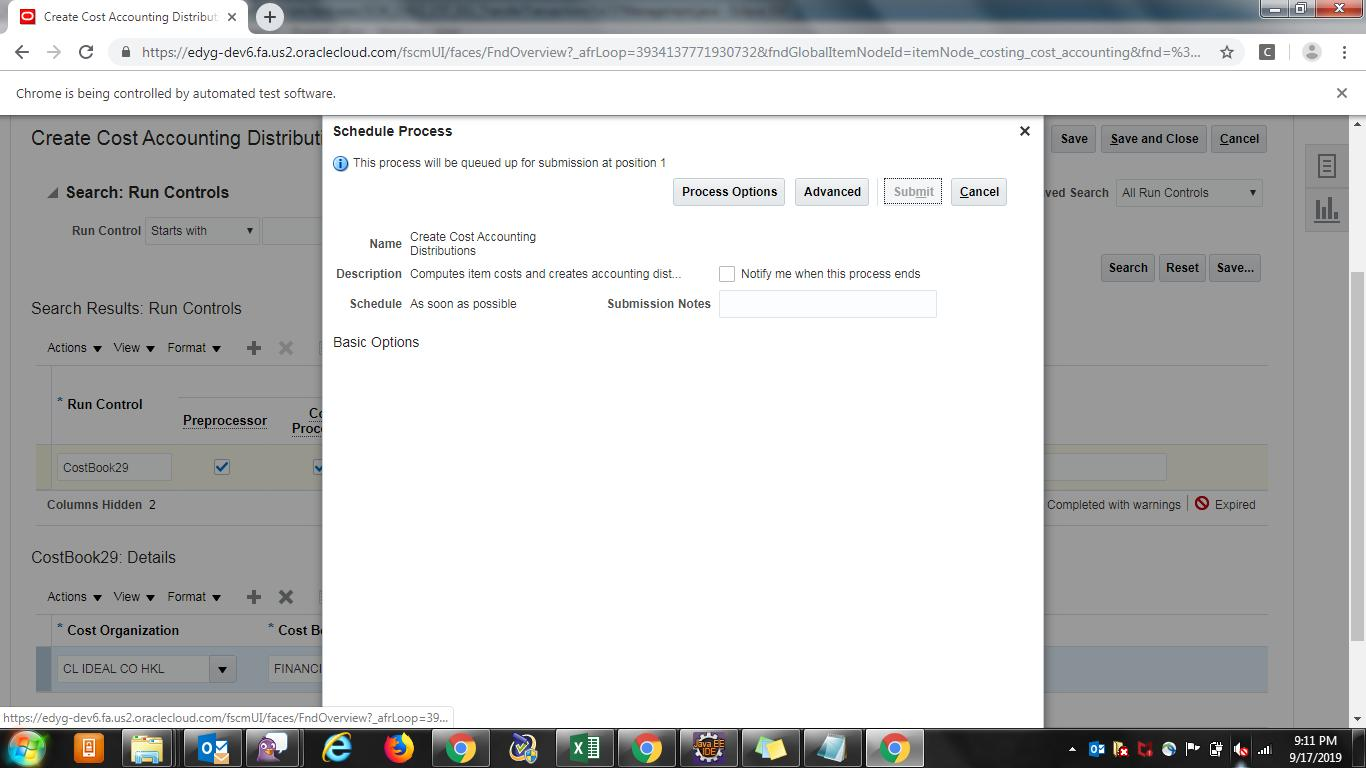 Create Cost Accounting Distribut
https://edyg-dev6.fa.us2.oraclecloud.com/fscmUI/faces/FndOverview?_afrLoop=3934137771930732&fndGlobalItemNodeId=itemNode_costing_cost_accounting&fnd=%3...
C
Chrome is being controlled by automated test software.
Create Cost Accounting Distributi
Save
Save and Close
Cancel
Search: Run Controls
ved Search
All Run Controls
Run Control
Starts with
Search
Reset
Save...
Search Results: Run Controls
Actions
View
Format
* Run Control
Preprocessor
Co
Proce
CostBook29
Columns Hidden 2
Completed with warnings
Expired
CostBook29: Details
Actions
View
Format
* Cost Organization
* Cost Bo
CL IDEAL CO HKL
FINANCI
Schedule Process
This process will be queued up for submission at position 1
Process Options
Advanced
Submit
Cancel
Name
Create Cost Accounting
Distributions
Description
Computes item costs and creates accounting dist...
Notify me when this process ends
Schedule
As soon as possible
Submission Notes
Basic Options
https://edyg-dev6.fa.us2.oraclecloud.com/fscmUI/faces/FndOverview?_afrLoop=39...
Java EE
IDE
9:11 PM
9/17/2019